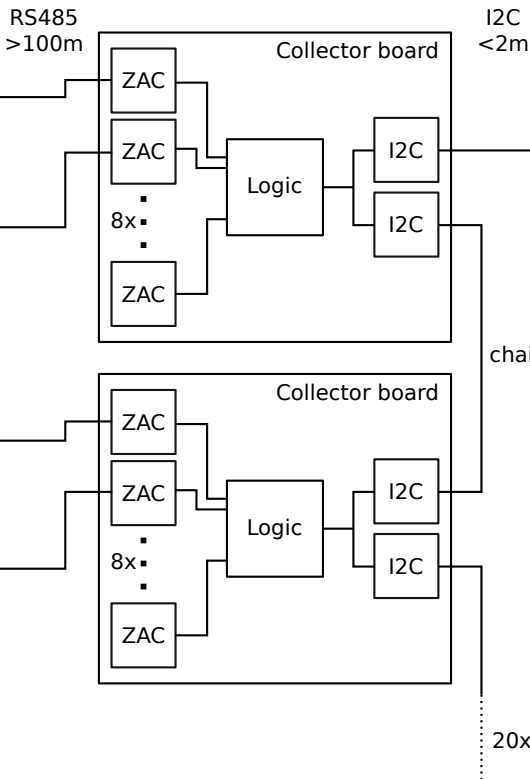 RS485
>100m
I2C
<2m
Collector board
ZAC
ZAC
8x
ZAC
Logic
I2C
I2C
chai
Collector board
ZAC
ZAC
8x
ZAC
Logic
I2C
I2C
20x